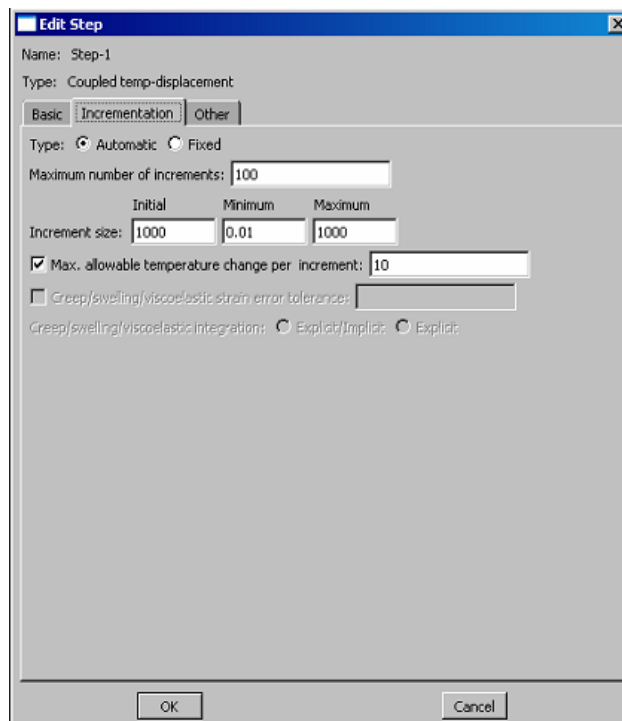 Edit Step
Name: Step-1
Type: Coupled temp-displacement
Basic Incrementation Other
Type: Automatic Fixed
Maximum number of increments: 100
Initial Minimum Maximum
Increment size: 1000 0.01 1000
Max. allowable temperature change per increment: 10
Creep/swelling/viscoelastic strain error tolerance:
Creep/swelling/viscoelastic integration: Explicit/Implicit Explicit
OK Cancel